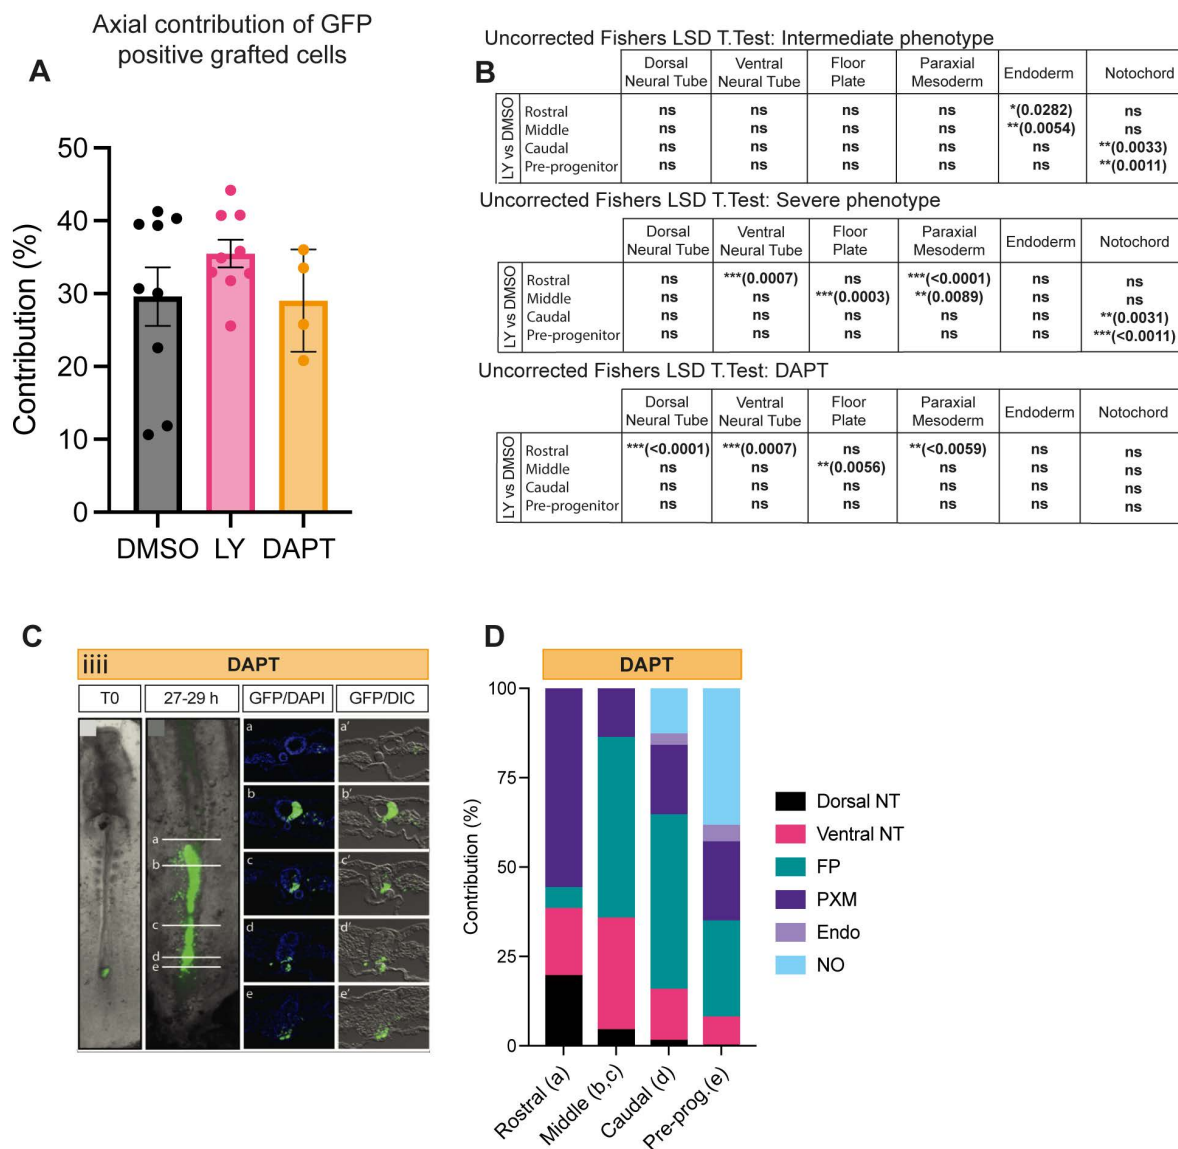 Axial contribution of GFP
positive grafted cells
A
Contribution (%)
50
40
30
20
10
0
DMSO LY DAPT
Uncorrected Fishers LSD T.Test: Intermediate phenotype
B
Dorsal Neural Tube Ventral Neural Tube Floor Plate Paraxial Mesoderm Endoderm Notochord
LY vs DMSO
Rostral ns ns ns ns *(0.0282) ns
Middle ns ns ns ns **(0.0054) ns
Caudal ns ns ns ns ns **(0.0033)
Pre-progenitor ns ns ns ns ns **(0.0011)
Uncorrected Fishers LSD T.Test: Severe phenotype
Dorsal Neural Tube Ventral Neural Tube Floor Plate Paraxial Mesoderm Endoderm Notochord
LY vs DMSO
Rostral ns ***(0.0007) ns ***(<0.0001) ns ns
Middle ns ns ***(0.0003) **(0.0089) ns ns
Caudal ns ns ns ns ns **(0.0031)
Pre-progenitor ns ns ns ns ns ***(<0.0011)
Uncorrected Fishers LSD T.Test: DAPT
Dorsal Neural Tube Ventral Neural Tube Floor Plate Paraxial Mesoderm Endoderm Notochord
LY vs DMSO
Rostral ***(<0.0001) ***(0.0007) ns **(<0.0059) ns ns
Middle ns ns **(0.0056) ns ns ns
Caudal ns ns ns ns ns ns
Pre-progenitor ns ns ns ns ns ns
C
iiii DAPT
T0 27-29 h GFP/DAPI GFP/DIC
a
b
c
d
e
a a'
b b'
c c'
d d'
e e'
D
DAPT
Contribution (%)
100
75
50
25
0
Rostral (a)
Middle (b,c)
Caudal (d)
Pre-prog.(e)
Dorsal NT
Ventral NT
FP
PXM
Endo
NO